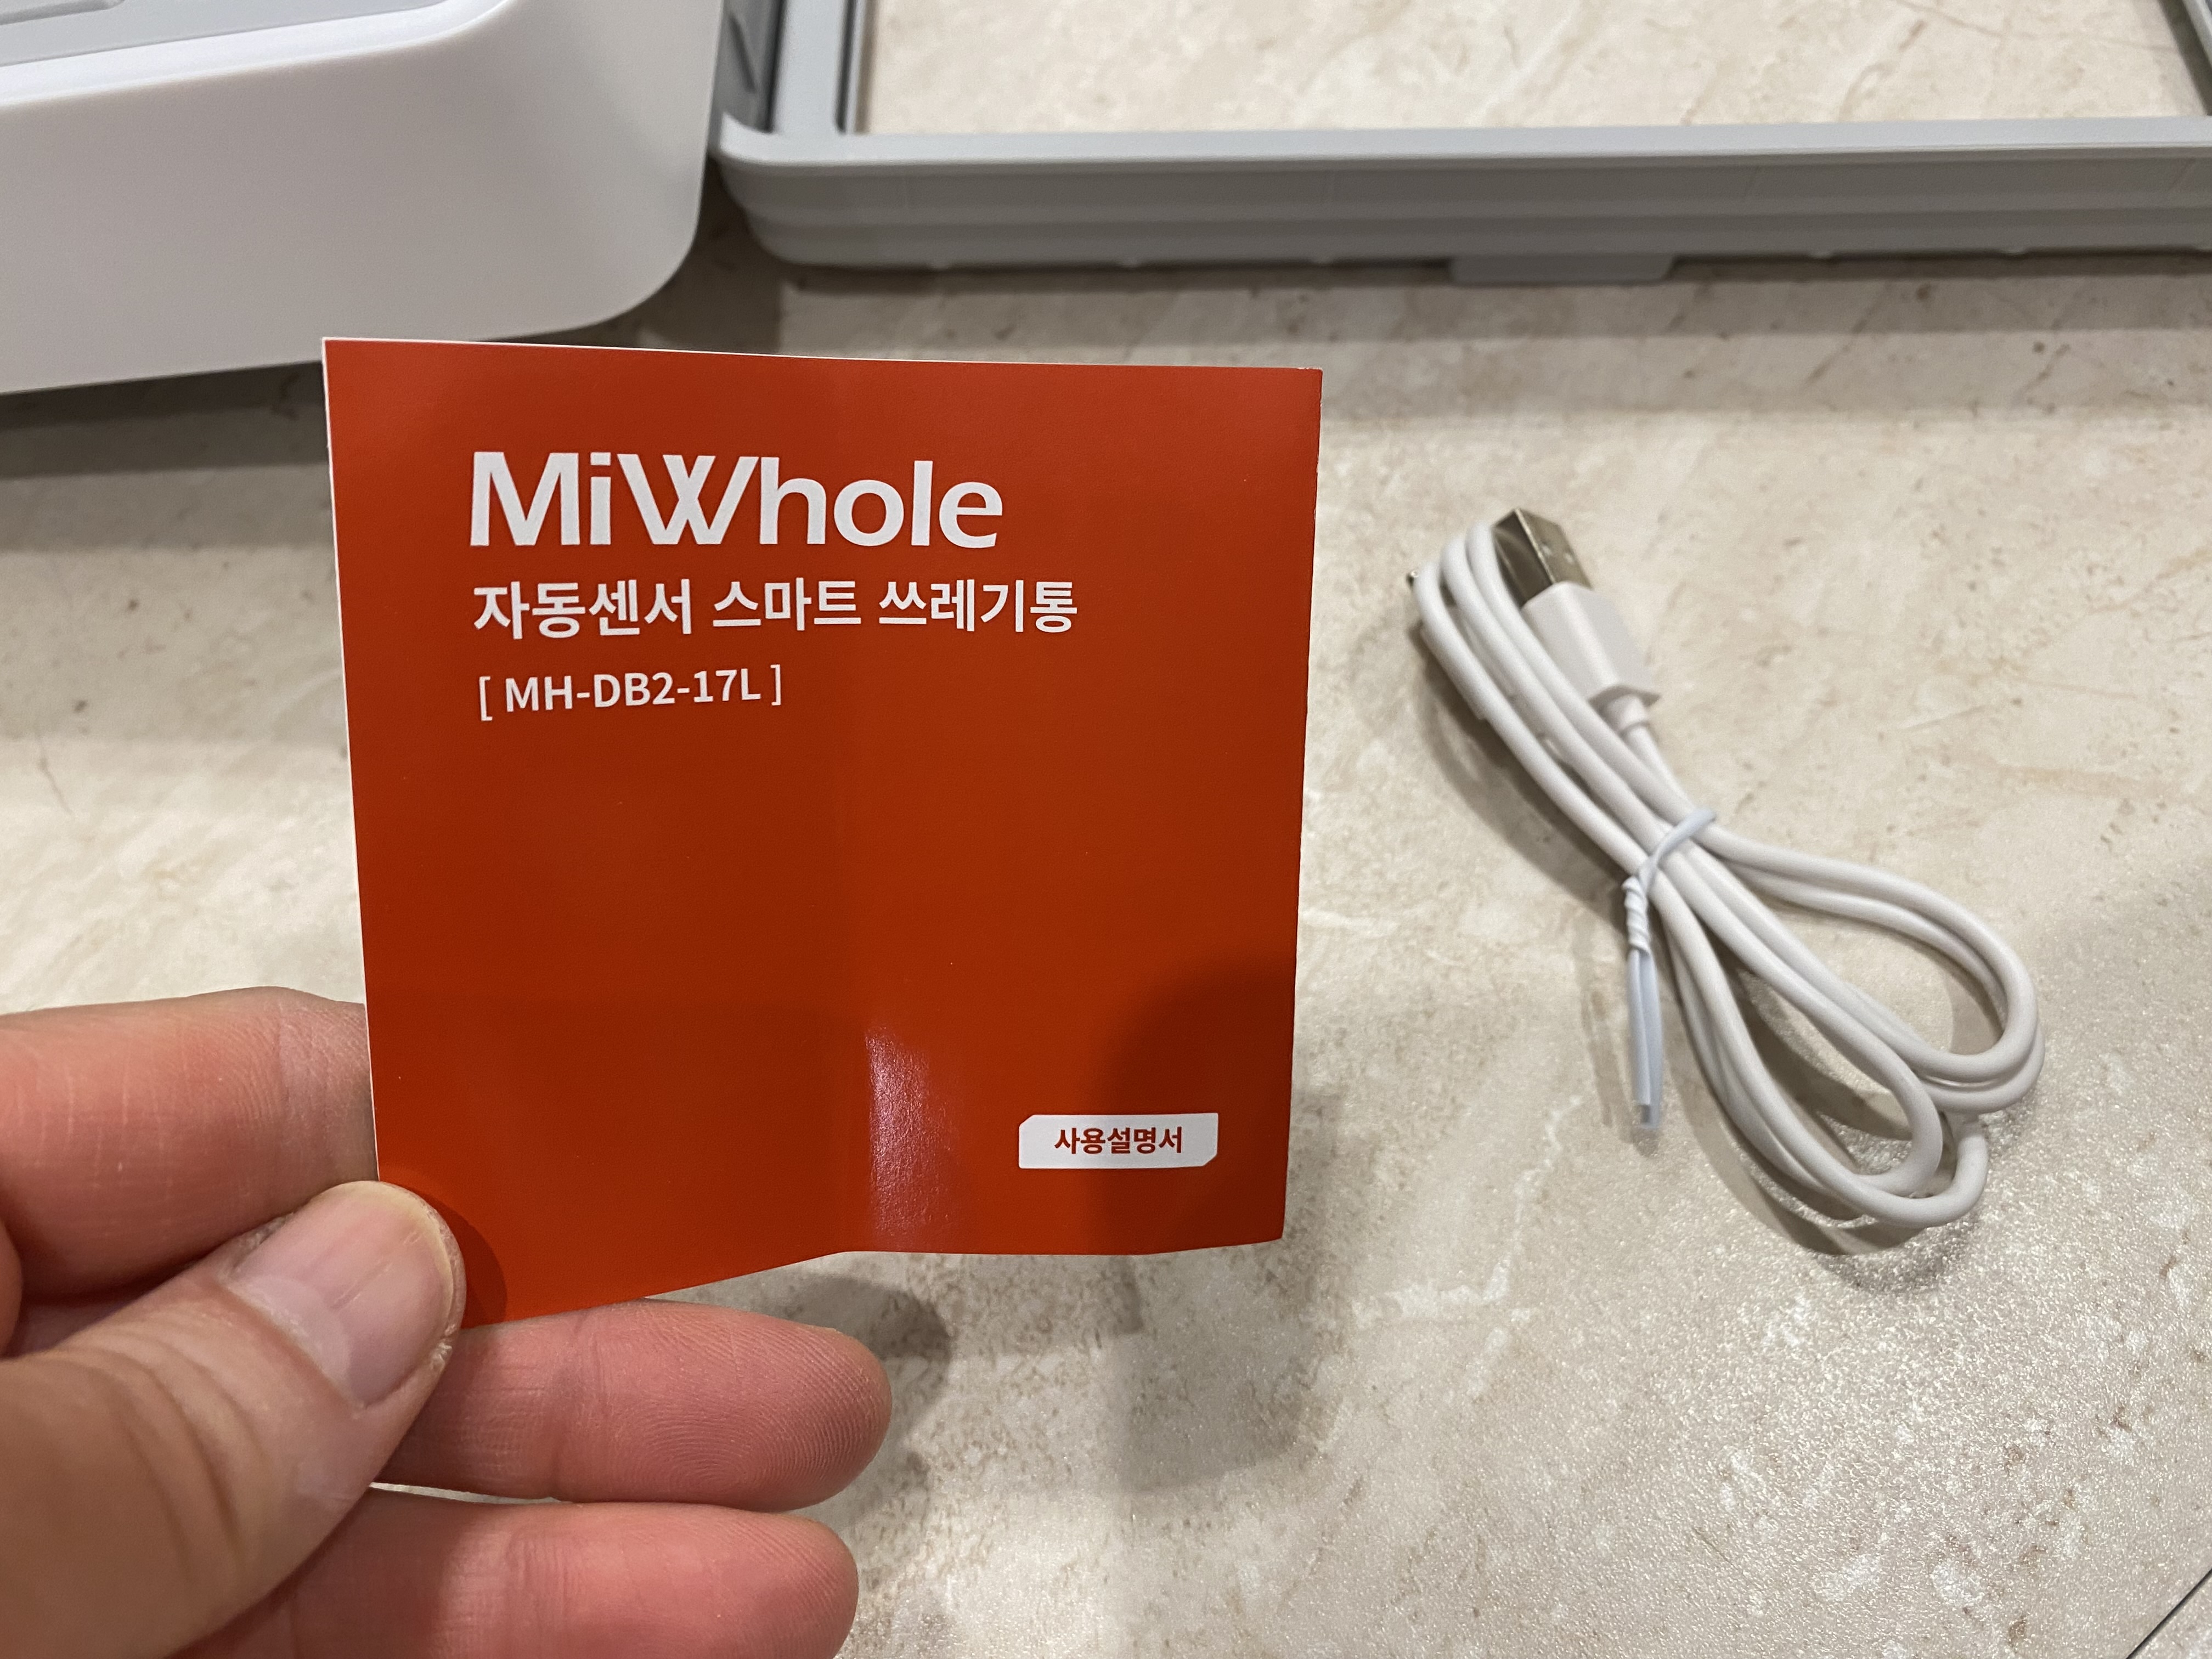 MiWhole
자동센서 스마트 쓰레기통
[ MH-DB2-17L ]
사용설명서